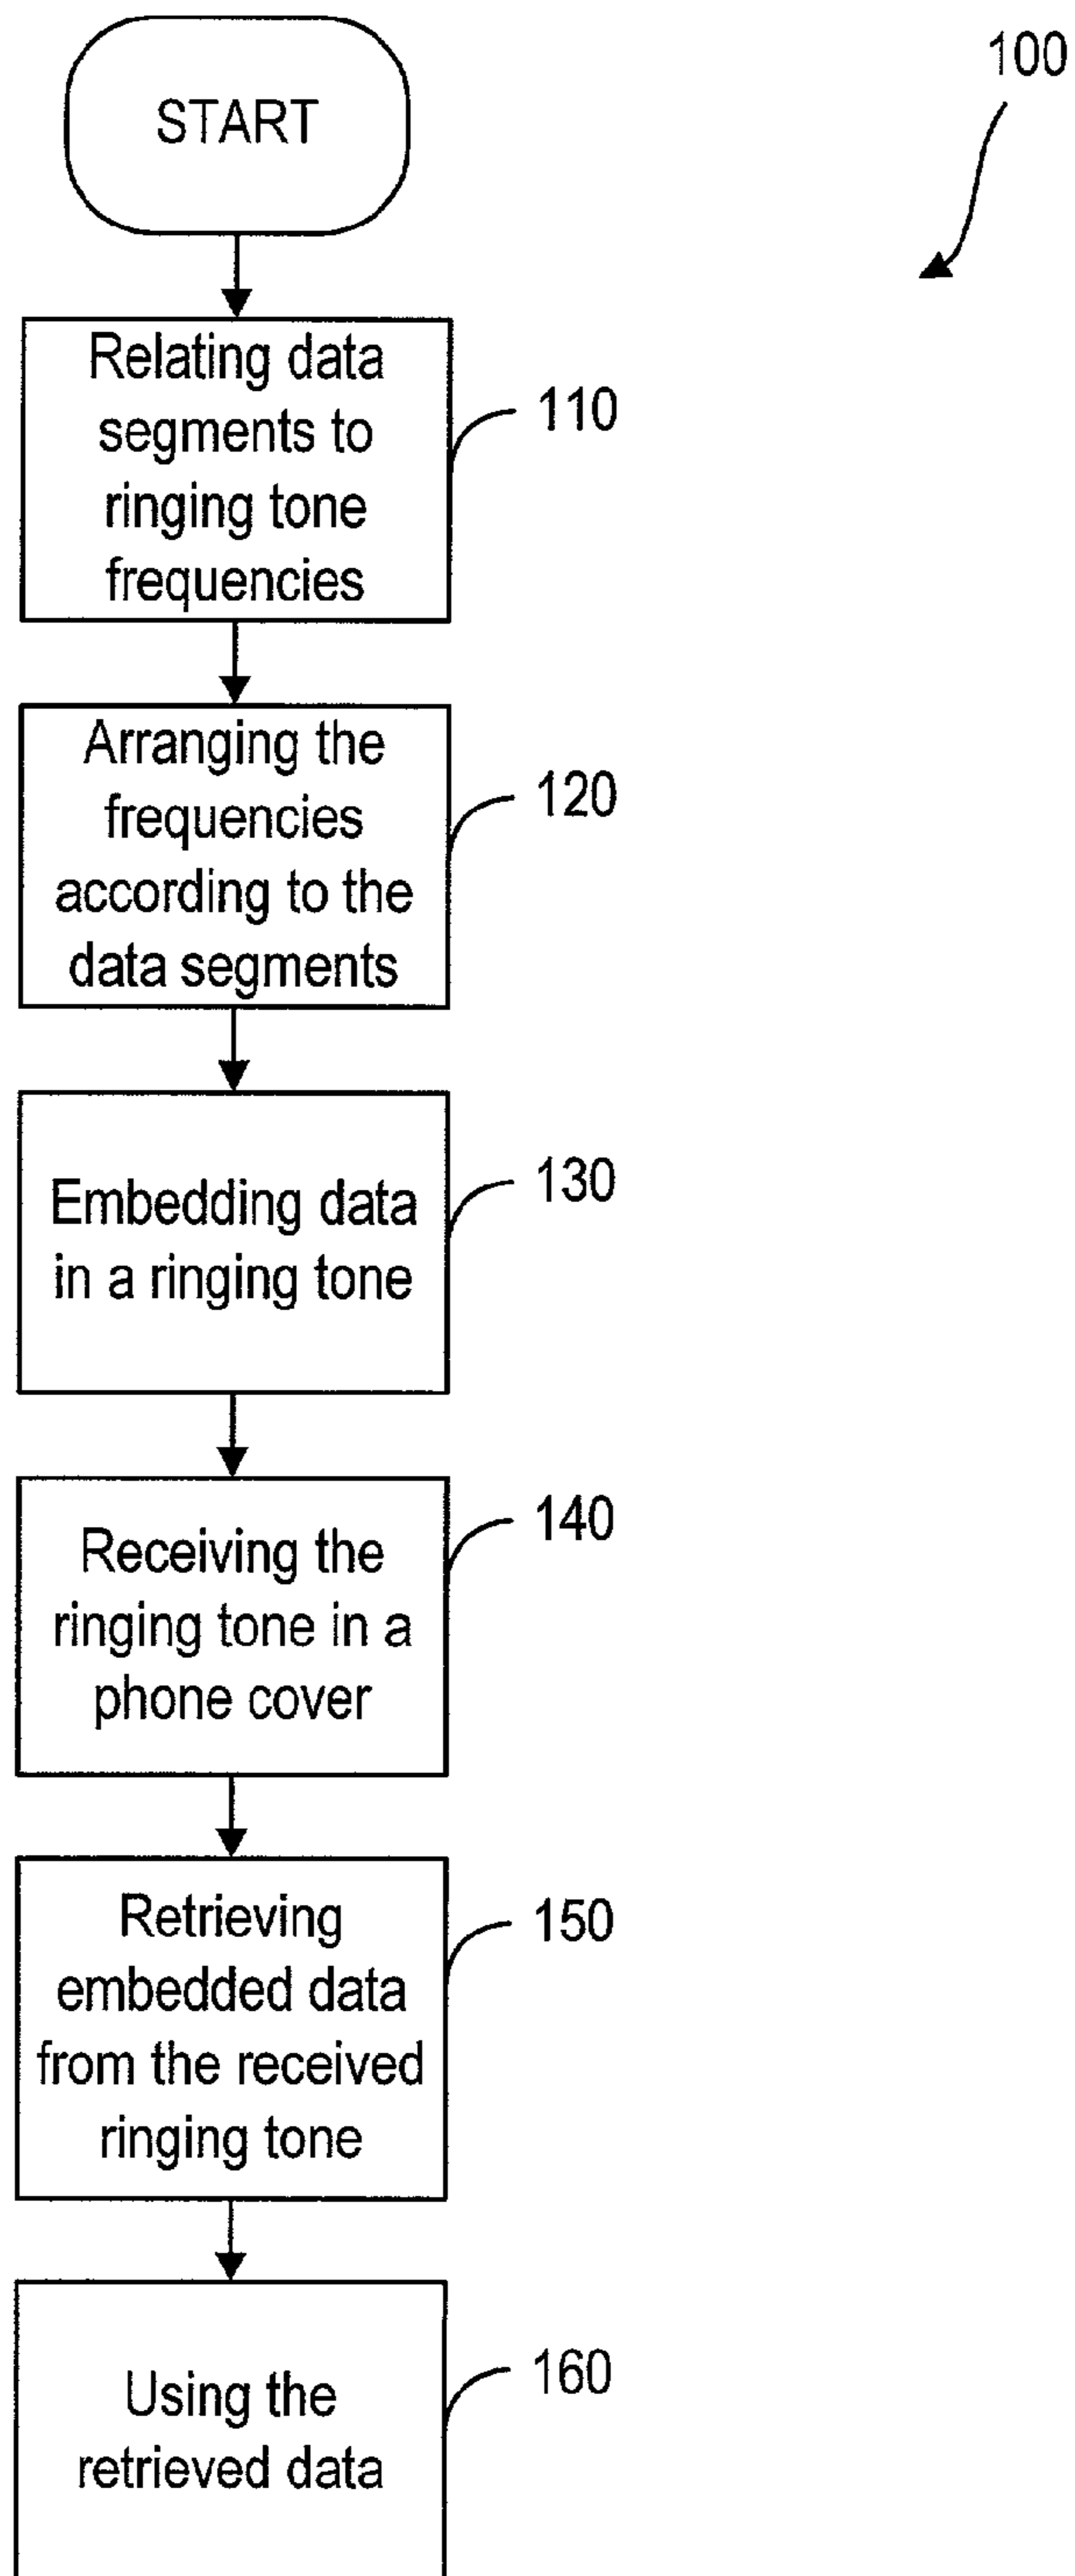 START
100
Relating data
segments to
ringing tone
frequencies
110
Arranging the
frequencies
according to the
data segments
120
Embedding data
in a ringing tone
130
Receiving the
ringing tone in a
phone cover
140
Retrieving
embedded data
from the received
ringing tone
150
Using the
retrieved data
160